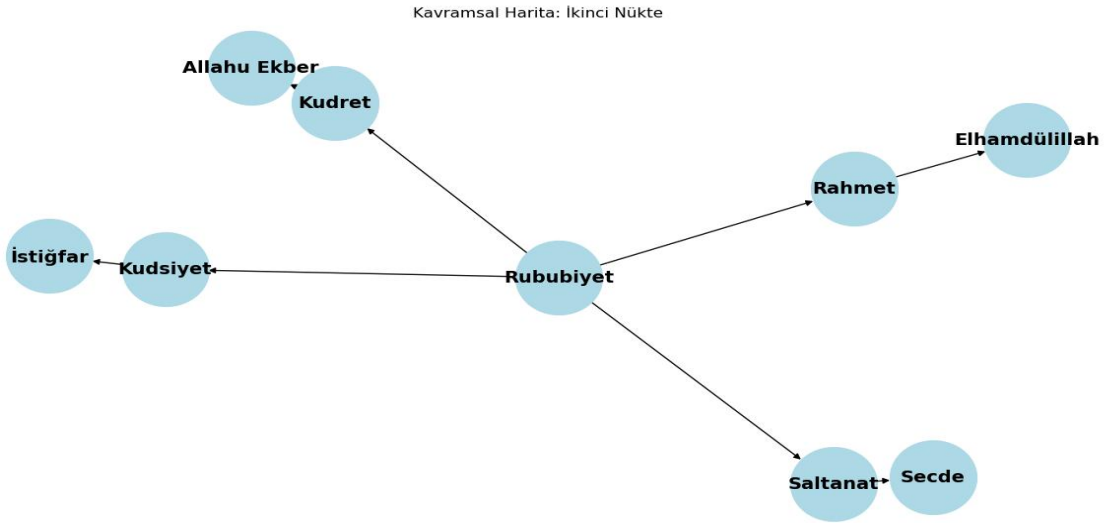 Kavramsal Harita: İkinci Nükte
Allahu Ekber
Kudret
Elhamdülillah
Rahmet
İstiğfar
Kudsiyet
Rububiyet
Saltanat
Secde